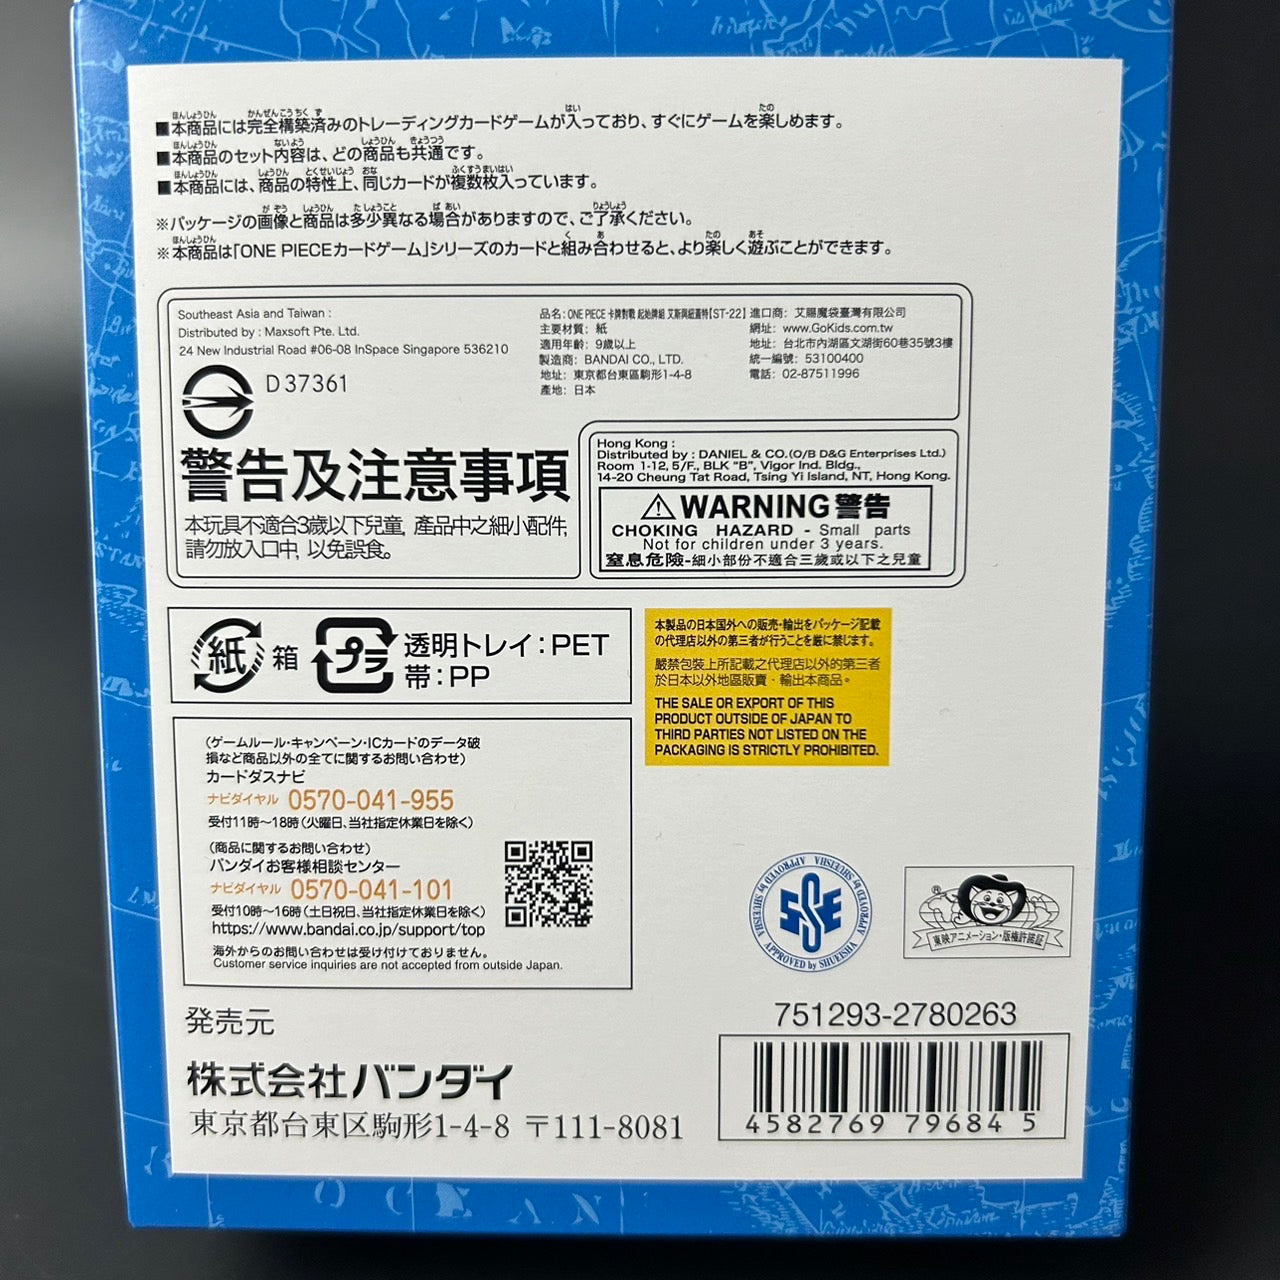 ■本商品には完全構築済みのトレーディングカードゲームが入っており、すぐにゲームを楽しめます。
■本商品のセット内容は、どの商品も共通です。
■本商品には、商品の特性上、同じカードが複数枚入っています。
※パッケージの画像と商品は多少異なる場合がありますので、ご了承ください。
※本商品は「ONE PIECEカードゲーム」シリーズのカードと組み合わせると、より楽しく遊ぶことができます。
Southeast Asia and Taiwan :
Distributed by : Maxsoft Pte. Ltd.
24 New Industrial Road #06-08 InSpace Singapore 536210
D37361
品名: ONE PIECE 卡牌對戰 起始牌組 艾斯與紐蓋特【ST-22】
主要材質: 紙
適用年齡: 9歲以上
製造商: BANDAI CO., LTD.
地址: 東京都台東區駒形1-4-8
產地: 日本
進口商: 艾賜魔袋臺灣有限公司
網址: www.GoKids.com.tw
地址: 台北市內湖區文湖街60巷35號3樓
統一編號: 53100400
電話: 02-87511996
警告及注意事項
本玩具不適合3歲以下兒童, 產品中之細小配件,
請勿放入口中, 以免誤食。
Hong Kong :
Distributed by : DANIEL & CO.(O/B D&G Enterprises Ltd.)
Room 1-12, 5/F., BLK "B", Vigor Ind. Bldg.,
14-20 Cheung Tat Road, Tsing Yi Island, NT, Hong Kong.
⚠WARNING 警告
CHOKING HAZARD - Small parts
Not for children under 3 years.
窒息危險-細小部份不適合三歲或以下之兒童
紙 箱
プラ 透明トレイ:PET
帯:PP
本製品の日本国外への販売・輸出をパッケージ記載
の代理店以外の第三者が行うことを厳に禁じます。
嚴禁包裝上所記載之代理店以外的第三者
於日本以外地區販賣・輸出本商品。
THE SALE OR EXPORT OF THIS
PRODUCT OUTSIDE OF JAPAN TO
THIRD PARTIES NOT LISTED ON THE
PACKAGING IS STRICTLY PROHIBITED.
(ゲームルール・キャンペーン・ICカードのデータ破
損など商品以外の全てに関するお問い合わせ)
カードダスナビ
ナビダイヤル 0570-041-955
受付11時〜18時(火曜日、当社指定休業日を除く)
(商品に関するお問い合わせ)
バンダイお客様相談センター
ナビダイヤル 0570-041-101
受付10時〜16時(土日祝日、当社指定休業日を除く)
https://www.bandai.co.jp/support/top
海外からのお問い合わせは受け付けておりません。
Customer service inquiries are not accepted from outside Japan.
APPROVED by SHUEISHA
SSE
®
東映アニメーション・版権許諾証
発売元
株式会社バンダイ
東京都台東区駒形1-4-8 〒111-8081
751293-2780263
4582769 79684 5